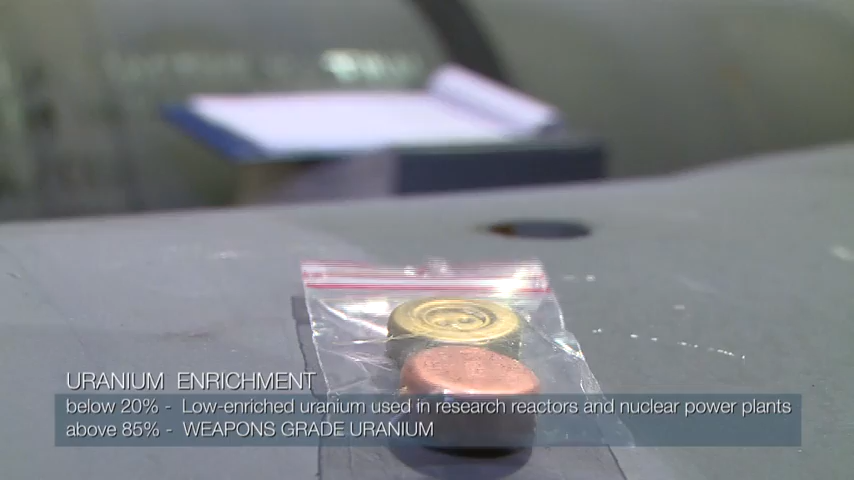 URANIUM ENRICHMENT
below 20% - Low-enriched uranium used in research reactors and nuclear power plants
above 85% - WEAPONS GRADE URANIUM